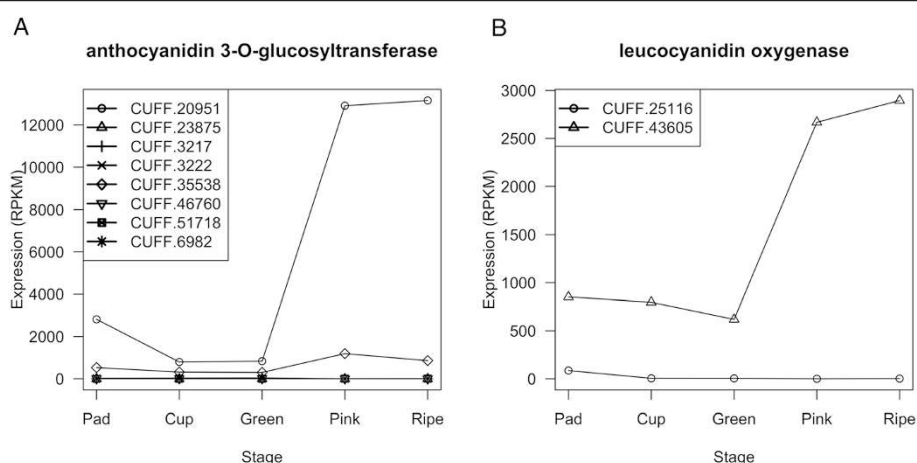 A
anthocyanidin 3-O-glucosyltransferase
CUFF.20951
CUFF.23875
CUFF.3217
CUFF.3222
CUFF.35538
CUFF.46760
CUFF.51718
CUFF.6982
Expression (RPKM)
12000
10000
8000
6000
4000
2000
0
Pad Cup Green Pink Ripe
Stage
B
leucocyanidin oxygenase
CUFF.25116
CUFF.43605
Expression (RPKM)
3000
2500
2000
1500
1000
500
0
Pad Cup Green Pink Ripe
Stage